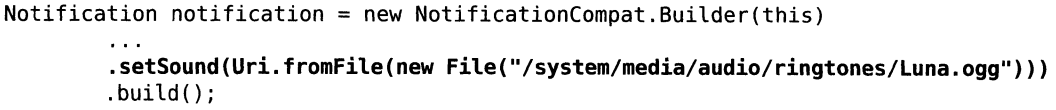 Notification notification = new NotificationCompat.Builder(this)
...
.setSound(Uri.fromFile(new File("/system/media/audio/ringtones/Luna.ogg")))
.build();